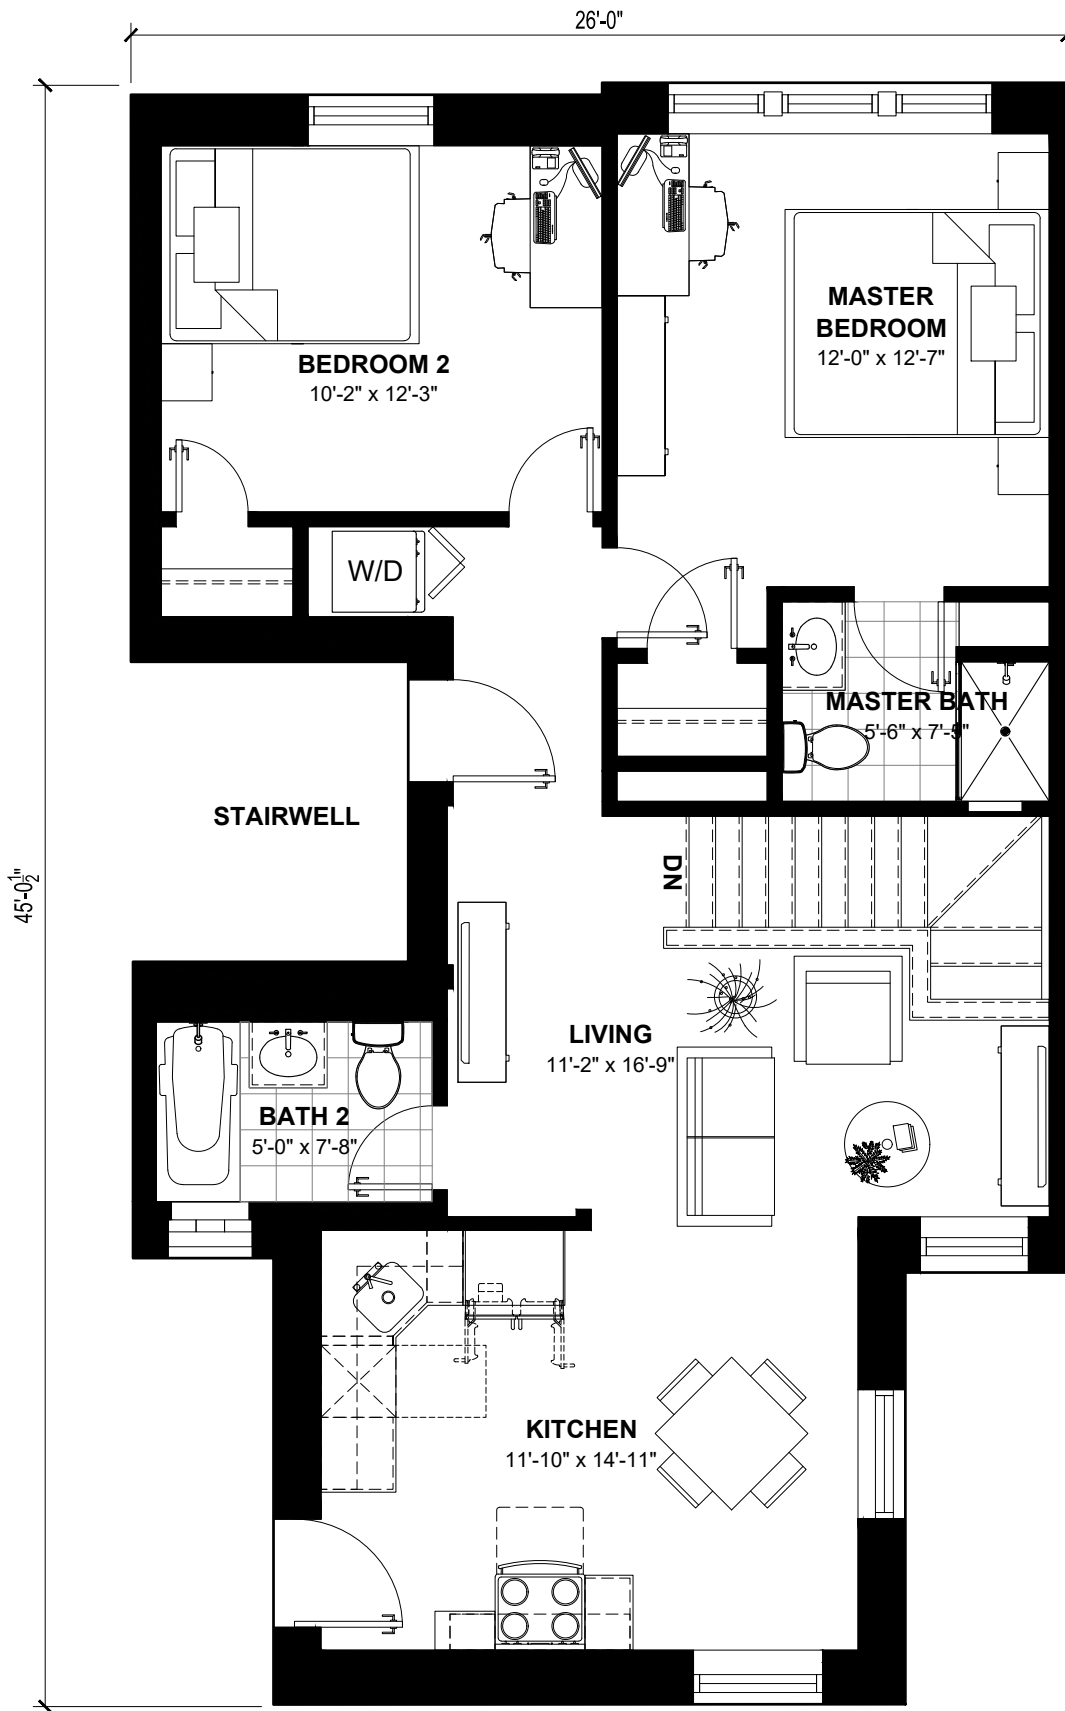 26'-0"
MASTER
BEDROOM
12'-0" x 12'-7"
BEDROOM 2
10'-2" x 12'-3"
W/D
MASTER BATH
5'-6" x 7'-5"
STAIRWELL
DN
45'-0½"
LIVING
11'-2" x 16'-9"
BATH 2
5'-0" x 7'-8"
KITCHEN
11'-10" x 14'-11"